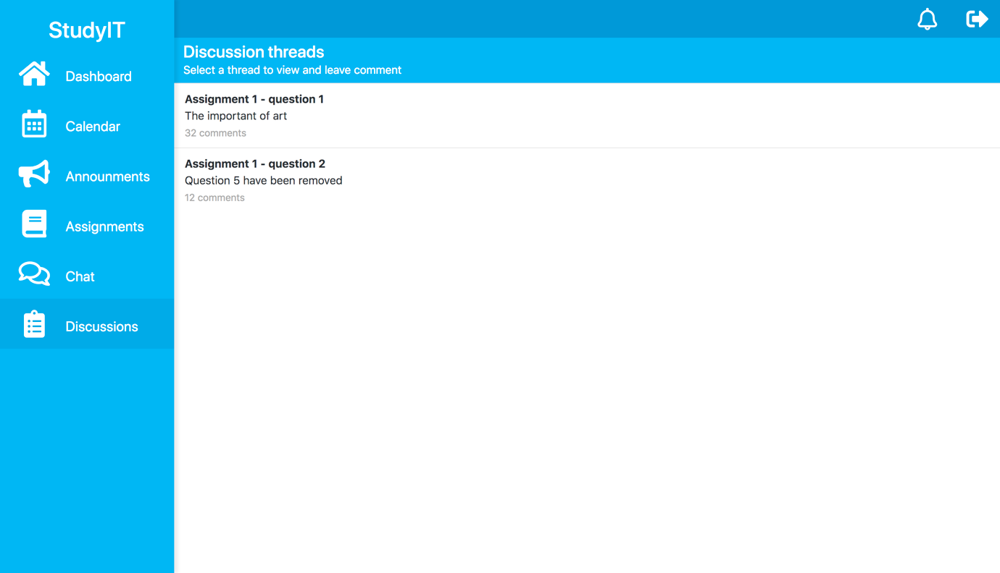 StudyIT
Dashboard
Calendar
Announments
Assignments
Chat
Discussions
Discussion threads
Select a thread to view and leave comment
Assignment 1 - question 1
The important of art
32 comments
Assignment 1 - question 2
Question 5 have been removed
12 comments